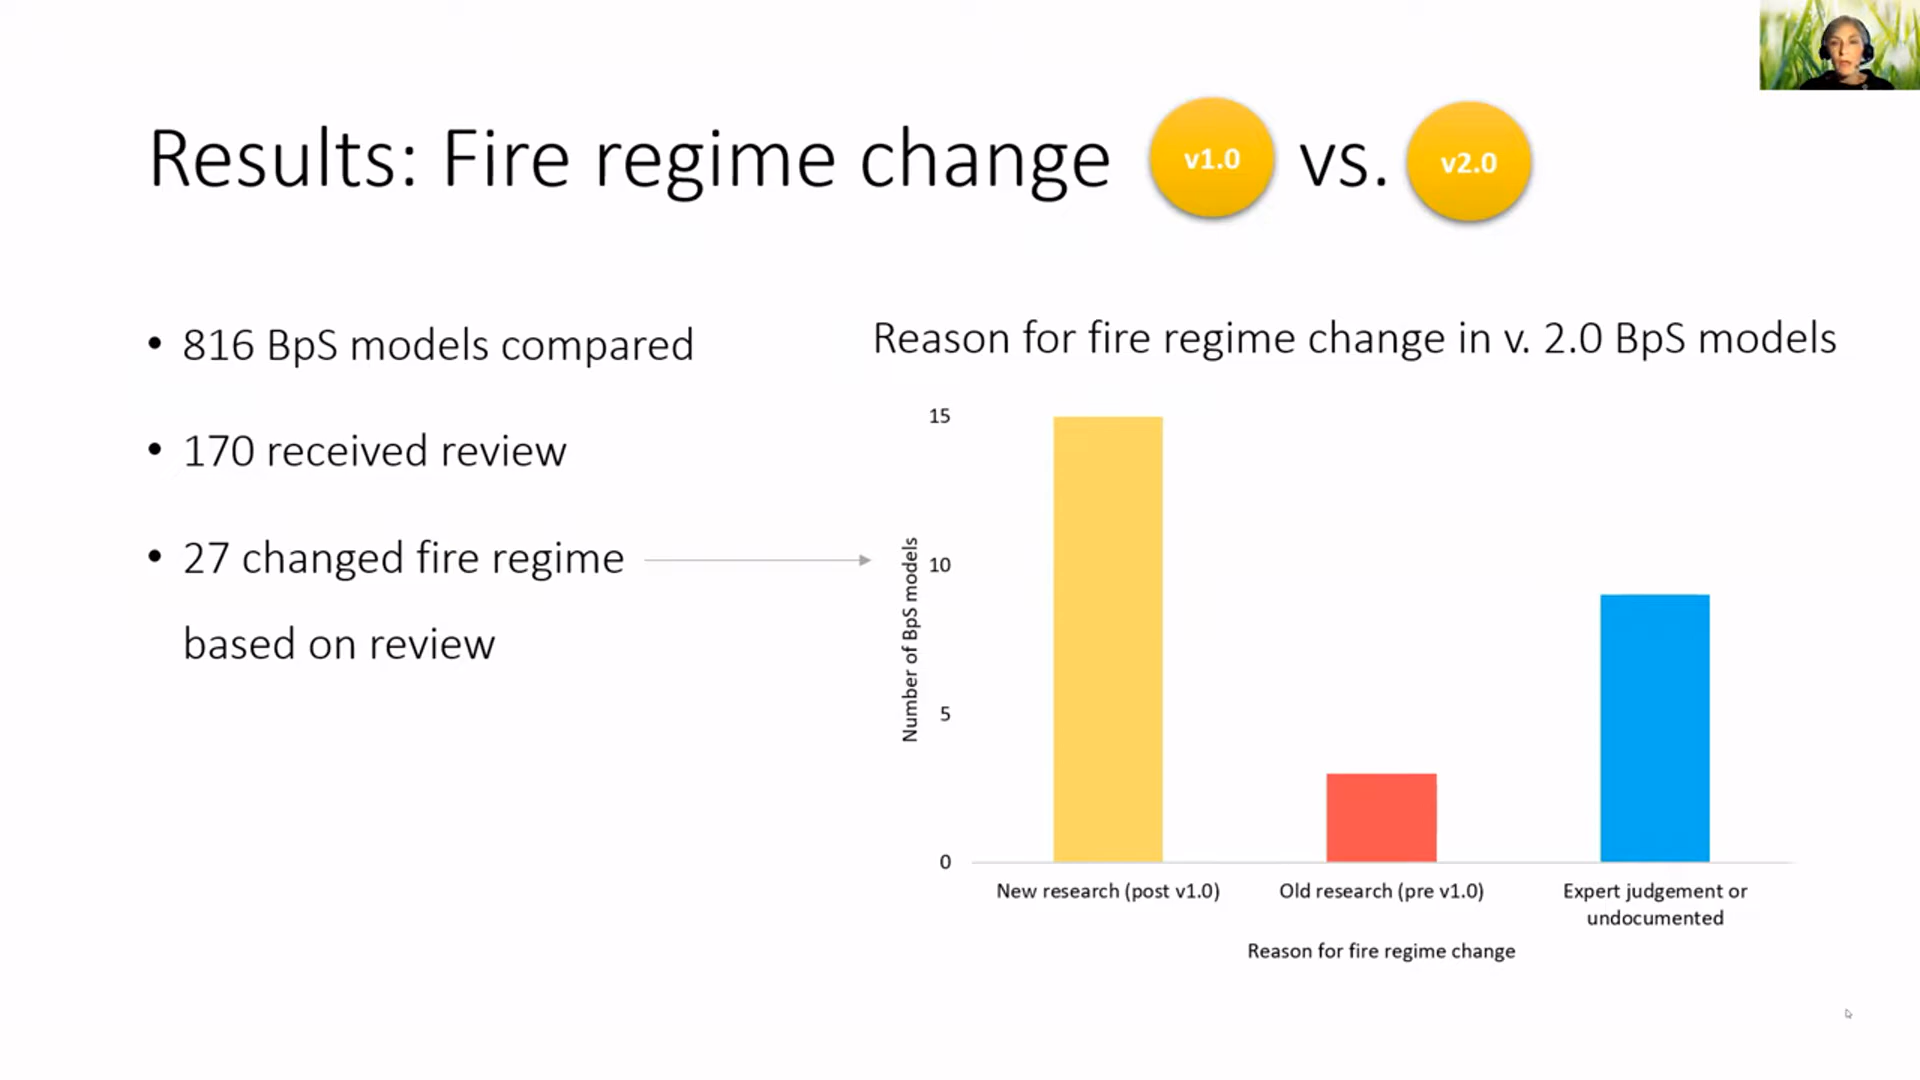 Results: Fire regime change v1.0 vs. v2.0
• 816 BpS models compared
• 170 received review
• 27 changed fire regime
based on review
Reason for fire regime change in v. 2.0 BpS models
15
10
5
0
Number of BpS models
New research (post v1.0)
Old research (pre v1.0)
Expert judgement or
undocumented
Reason for fire regime change